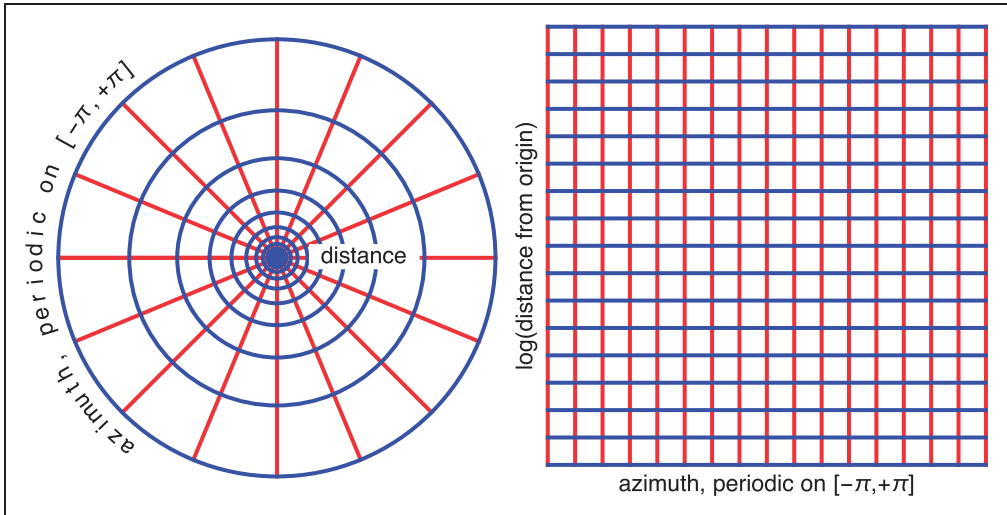 azimuth, periodic on [−π, +π]
distance
log(distance from origin)
azimuth, periodic on [−π,+π]